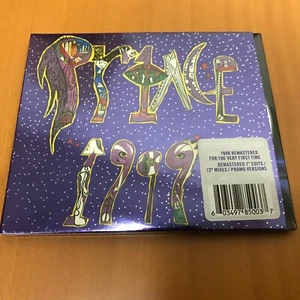 PRINCE
1999
1999 REMASTERED
FOR THE VERY FIRST TIME
REMASTERED 7" EDITS /
12" MIXES / PROMO VERSIONS
6 03497 85003 7